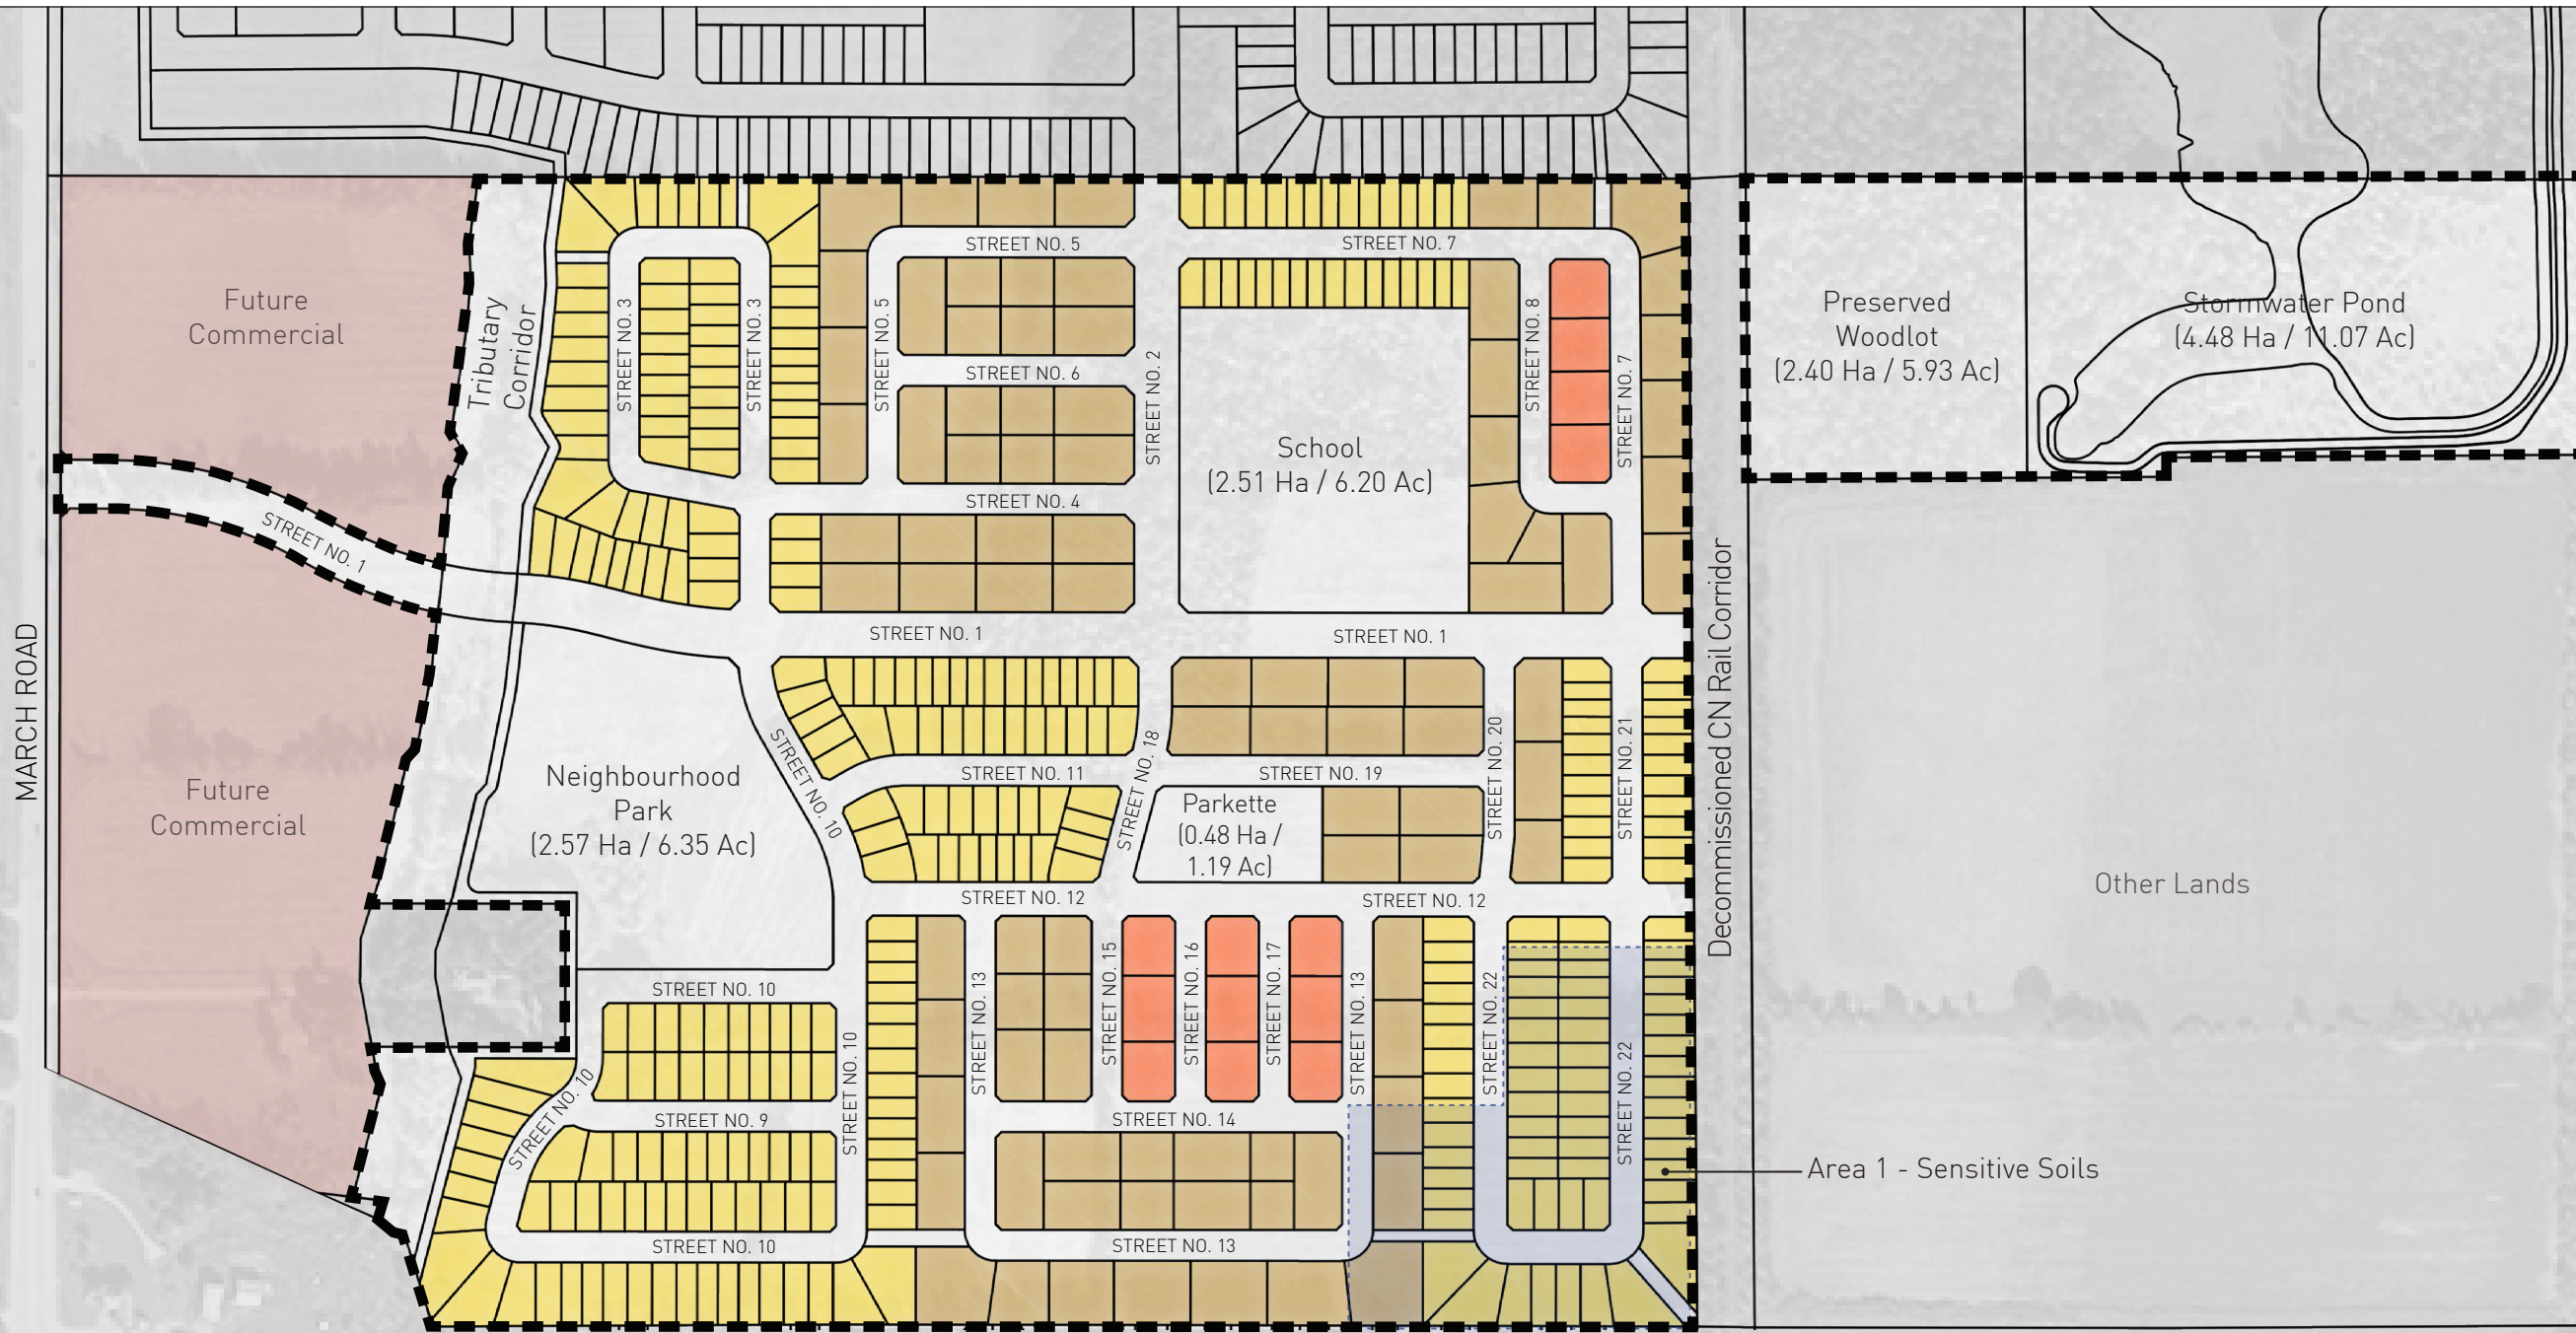 STREET NO. 5
STREET NO. 7
Future
Commercial
Tributary
Corridor
STREET NO. 3
STREET NO. 3
STREET NO. 5
STREET NO. 6
STREET NO. 2
STREET NO. 8
STREET NO. 7
Preserved
Woodlot
(2.40 Ha / 5.93 Ac)
Stormwater Pond
(4.48 Ha / 11.07 Ac)
School
(2.51 Ha / 6.20 Ac)
STREET NO. 4
STREET NO. 1
STREET NO. 1
STREET NO. 1
MARCH ROAD
Decommissioned CN Rail Corridor
Future
Commercial
Neighbourhood
Park
(2.57 Ha / 6.35 Ac)
STREET NO. 10
STREET NO. 11
STREET NO. 18
STREET NO. 19
STREET NO. 20
STREET NO. 21
Parkette
(0.48 Ha /
1.19 Ac)
Other Lands
STREET NO. 12
STREET NO. 12
STREET NO. 10
STREET NO. 13
STREET NO. 15
STREET NO. 16
STREET NO. 17
STREET NO. 13
STREET NO. 22
STREET NO. 22
STREET NO. 10
STREET NO. 10
STREET NO. 9
STREET NO. 14
Area 1 - Sensitive Soils
STREET NO. 10
STREET NO. 13